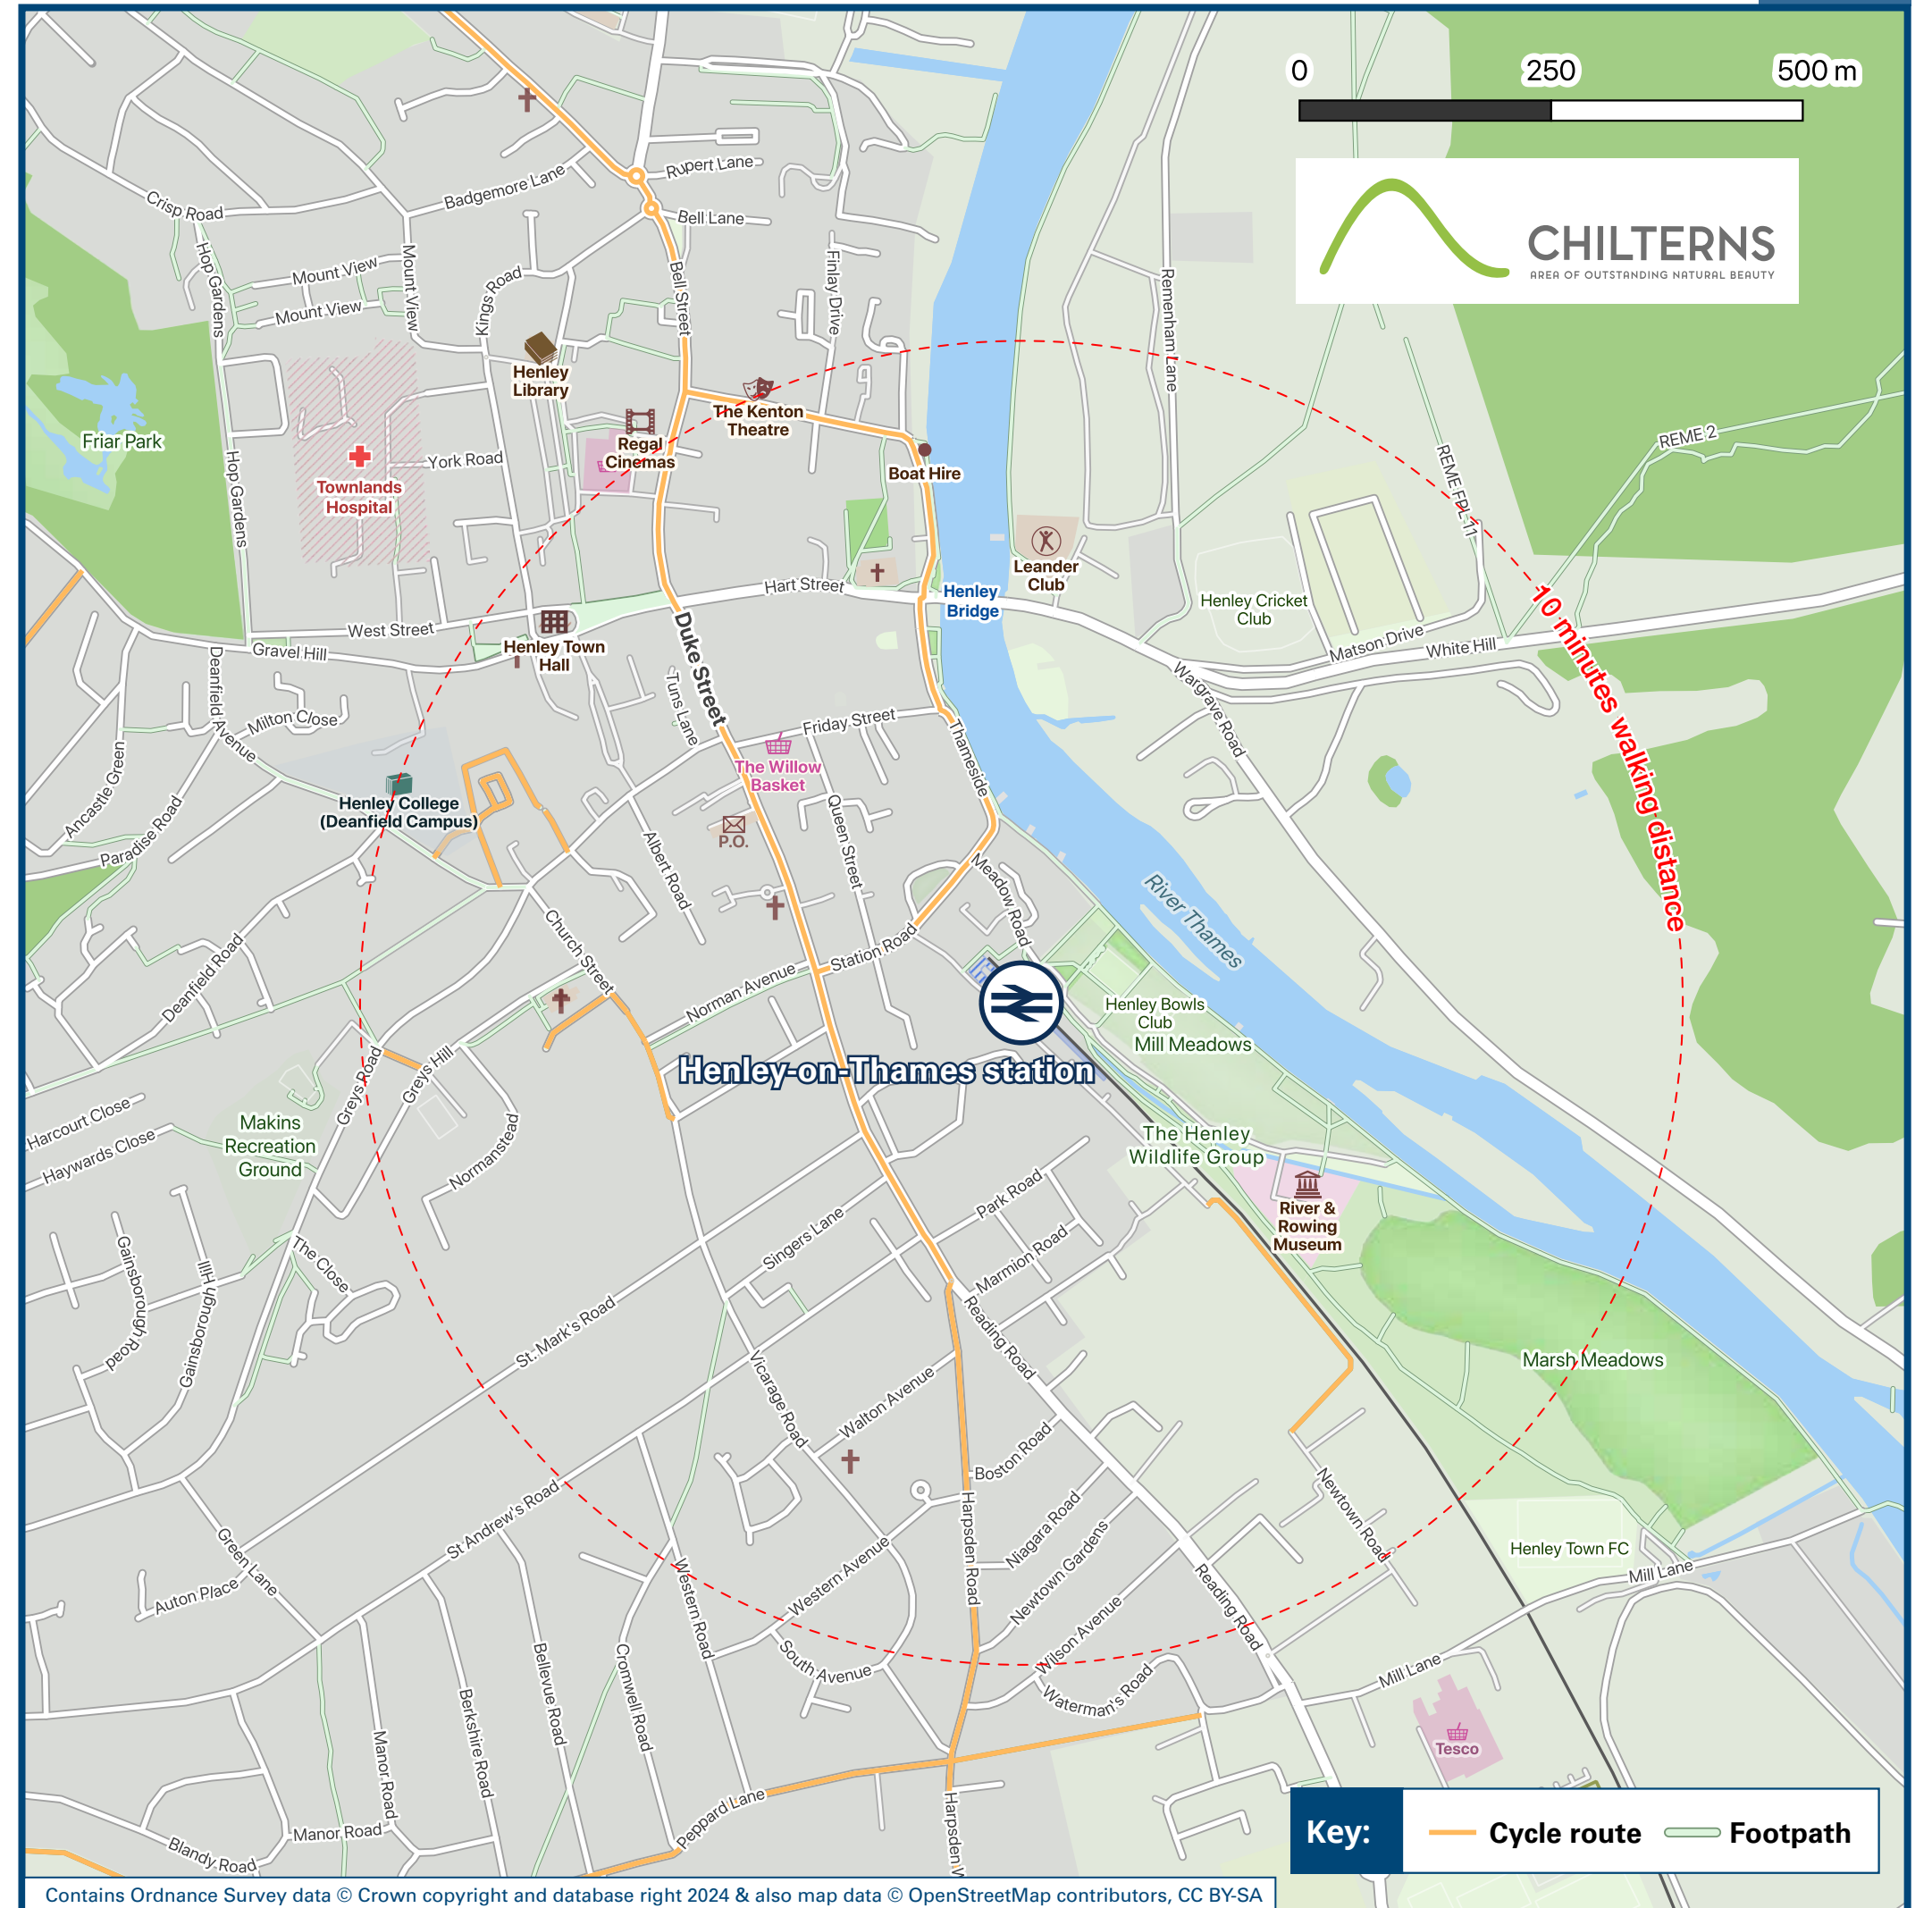 0 250 500 m
CHILTERNS
AREA OF OUTSTANDING NATURAL BEAUTY
Rupert Lane
Badgemore Lane
Crisp Road
Bell Lane
Hop Gardens
Mount View
Mount View
Mount View
Kings Road
Bell Street
Finlay Drive
Remenham Lane
Henley
Library
The Kenton
Theatre
Regal
Cinemas
Friar Park
York Road
Hop Gardens
Townlands
Hospital
Boat Hire
REME 2
REME FPL 11
Leander
Club
Henley
Bridge
Hart Street
Henley Cricket
Club
10 minutes walking distance
West Street
Gravel Hill
Henley Town
Hall
Matson Drive
White Hill
Duke Street
Tuns Lane
Deanfield Avenue
Milton Close
Friday Street
Thameside
Wargrave Road
The Willow
Basket
Ancastle Green
Paradise Road
Henley College
(Deanfield Campus)
P.O.
Queen Street
Albert Road
Meadow Road
River Thames
Church Street
Deanfield Road
Station Road
Norman Avenue
Henley Bowls
Club
Mill Meadows
Henley-on-Thames station
Greys Road
Greys Hill
Harcourt Close
Haywards Close
Makins
Recreation
Ground
Normanstead
The Henley
Wildlife Group
River &
Rowing
Museum
Park Road
Singers Lane
Marmion Road
The Close
Gainsborough Road
Gainsborough Hill
St. Mark's Road
Reading Road
Vicarage Road
Walton Avenue
Marsh Meadows
Boston Road
Newtown Road
St Andrew's Road
Harpsden Road
Niagara Road
Newtown Gardens
Green Lane
Auton Place
Western Avenue
Western Road
Henley Town FC
Mill Lane
Reading Road
Wilson Avenue
South Avenue
Waterman's Road
Mill Lane
Bellevue Road
Cromwell Road
Berkshire Road
Manor Road
Tesco
Peppard Lane
Harpsden W
Manor Road
Blandy Road
Key: Cycle route Footpath
Contains Ordnance Survey data © Crown copyright and database right 2024 & also map data © OpenStreetMap contributors, CC BY-SA